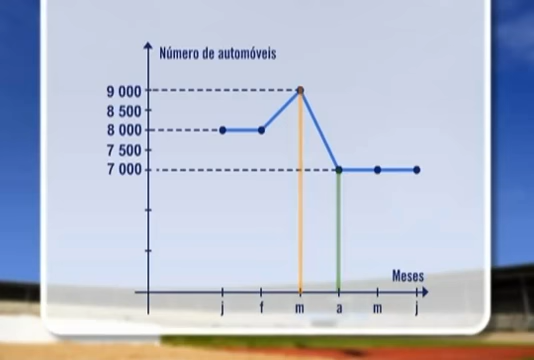 Número de automóveis
9 000
8 500
8 000
7 500
7 000
Meses
j f m a m j